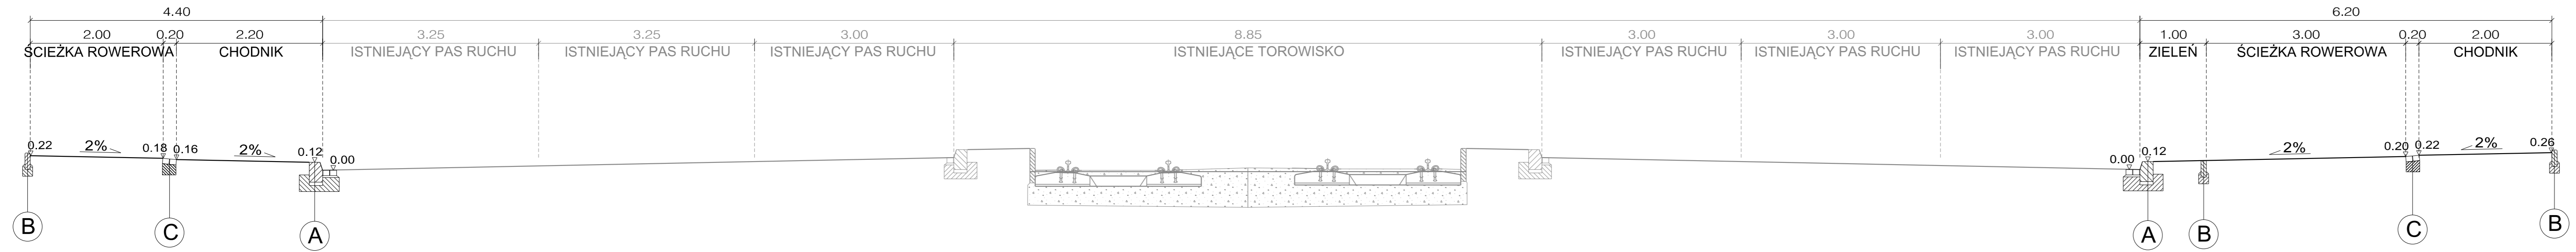 4.40 6.20
2.00 0.20 2.20 3.25 3.25 3.00 8.85 3.00 3.00 3.00 1.00 3.00 0.20 2.00
ŚCIEŻKA ROWEROWA CHODNIK ISTNIEJĄCY PAS RUCHU ISTNIEJĄCY PAS RUCHU ISTNIEJĄCY PAS RUCHU ISTNIEJĄCE TOROWISKO ISTNIEJĄCY PAS RUCHU ISTNIEJĄCY PAS RUCHU ISTNIEJĄCY PAS RUCHU ZIELEŃ ŚCIEŻKA ROWEROWA CHODNIK
0.22 2% 0.18 0.16 2% 0.12 0.00 0.00 0.12 2% 0.20 0.22 2% 0.26
B C A A B C B